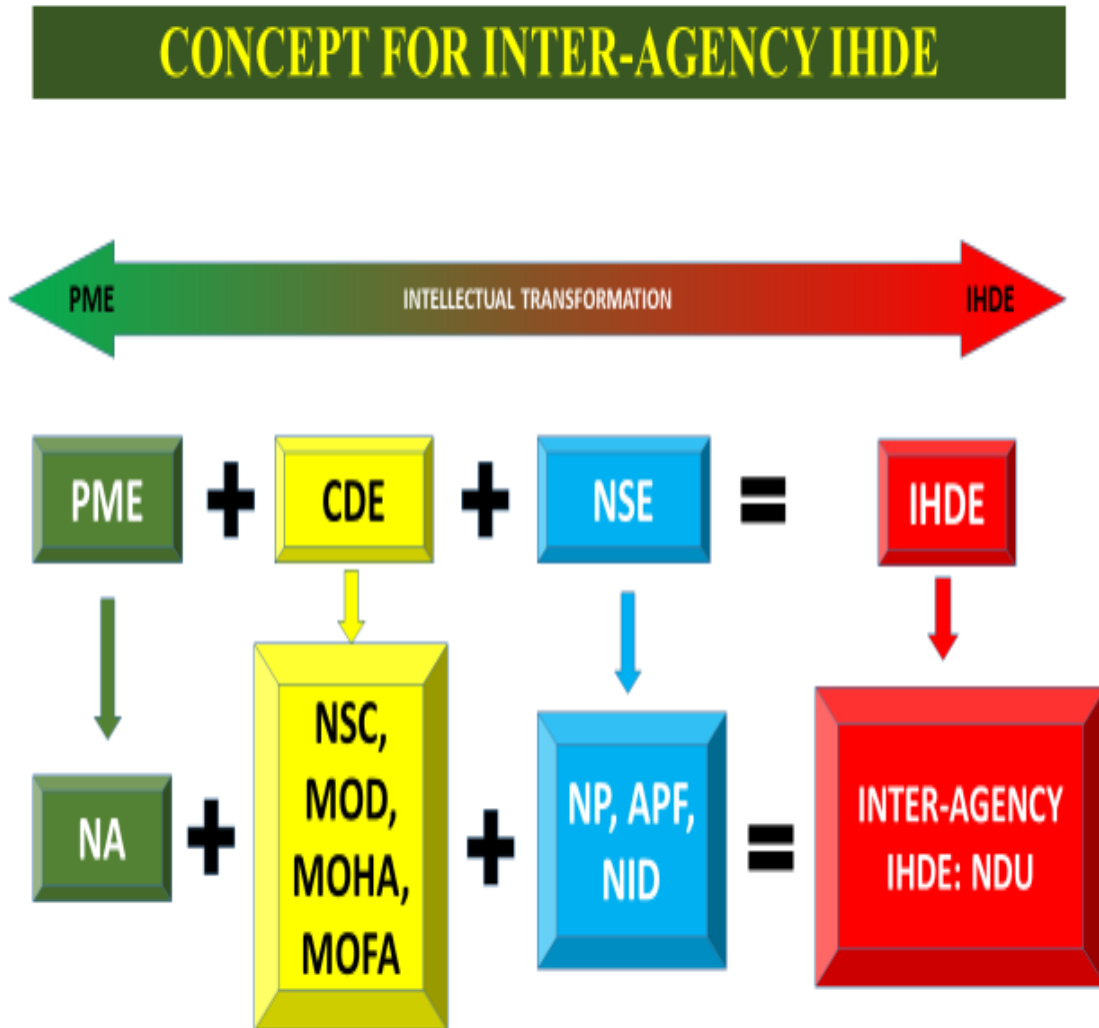 CONCEPT FOR INTER-AGENCY IHDE
PME
INTELLECTUAL TRANSFORMATION
IHDE
PME + CDE + NSE = IHDE
NA
+
NSC,
MOD,
MOHA,
MOFA
+
NP, APF,
NID
=
INTER-AGENCY
IHDE: NDU